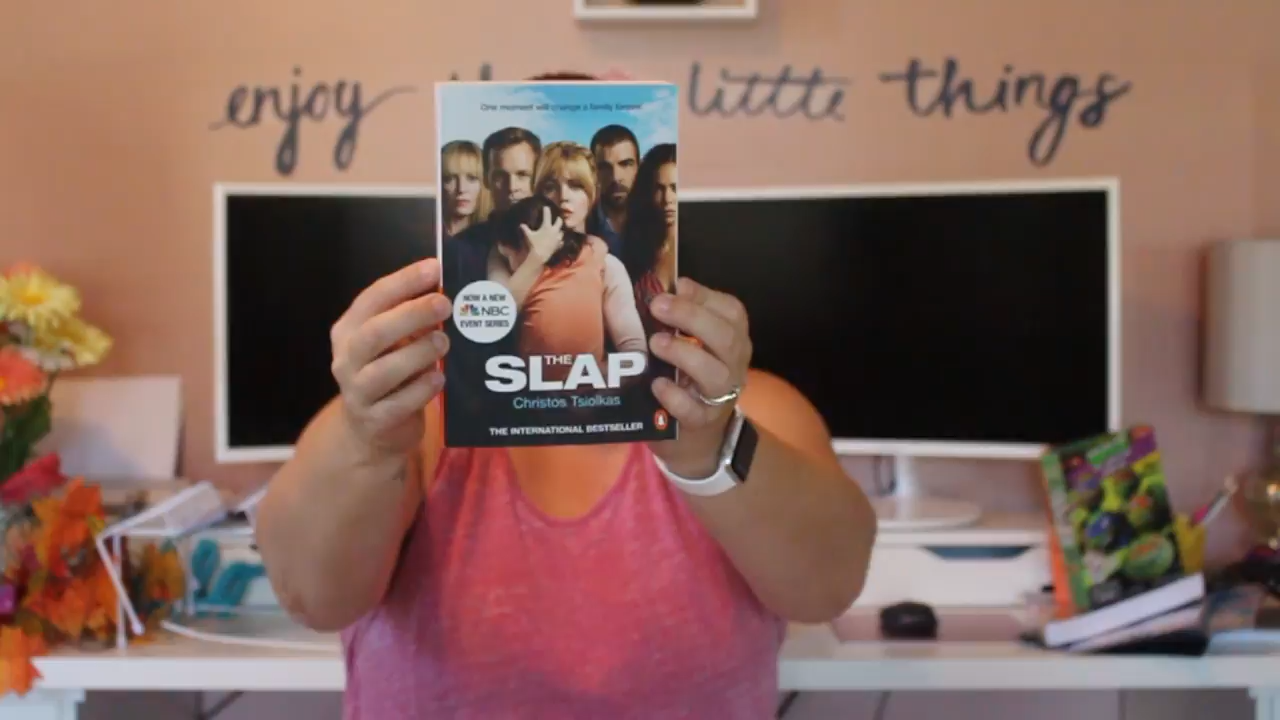 enjoy little things
One moment will change a family forever.
NOW A NEW
NBC
EVENT SERIES
THE
SLAP
Christos Tsiolkas
THE INTERNATIONAL BESTSELLER